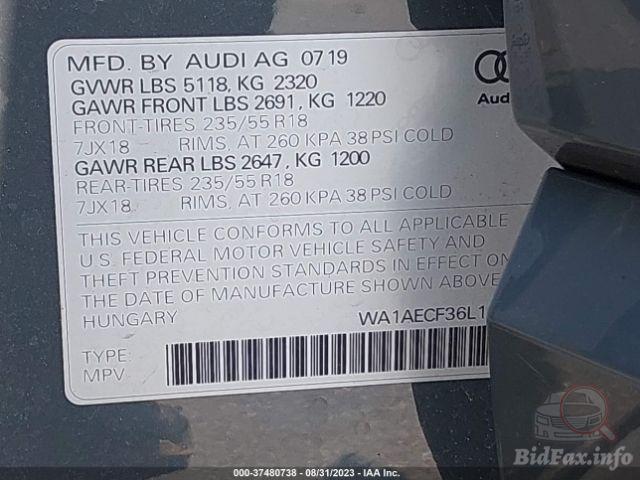 MFD. BY AUDI AG 07 19
GVWR LBS 5118, KG 2320
GAWR FRONT LBS 2691, KG 1220
FRONT-TIRES 235/55 R18
7JX18 RIMS, AT 260 KPA 38 PSI COLD
GAWR REAR LBS 2647, KG 1200
REAR-TIRES 235/55 R18
7JX18 RIMS, AT 260 KPA 38 PSI COLD
Aud
THIS VEHICLE CONFORMS TO ALL APPLICABLE
U.S. FEDERAL MOTOR VEHICLE SAFETY AND
THEFT PREVENTION STANDARDS IN EFFECT ON
THE DATE OF MANUFACTURE SHOWN ABOVE.
HUNGARY WA1AECF36L1
TYPE:
MPV
BidFax.info
000-37480738 - 08/31/2023 - IAA Inc.